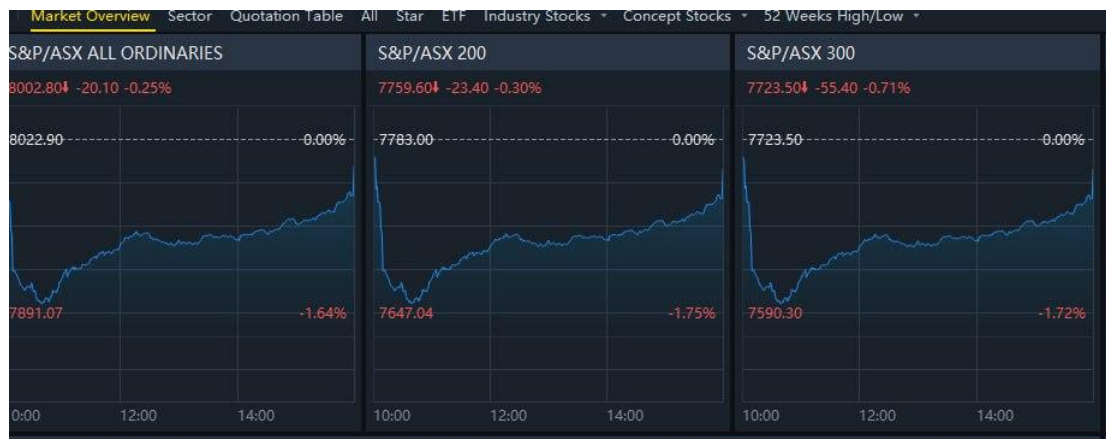 Market Overview Sector Quotation Table All Star ETF Industry Stocks Concept Stocks 52 Weeks High/Low
S&P/ASX ALL ORDINARIES
8002.80⬇ -20.10 -0.25%
8022.90 0.00%
7891.07 -1.64%
0:00 12:00 14:00
S&P/ASX 200
7759.60⬇ -23.40 -0.30%
7783.00 0.00%
7647.04 -1.75%
10:00 12:00 14:00
S&P/ASX 300
7723.50⬇ -55.40 -0.71%
7723.50 0.00%
7590.30 -1.72%
10:00 12:00 14:00